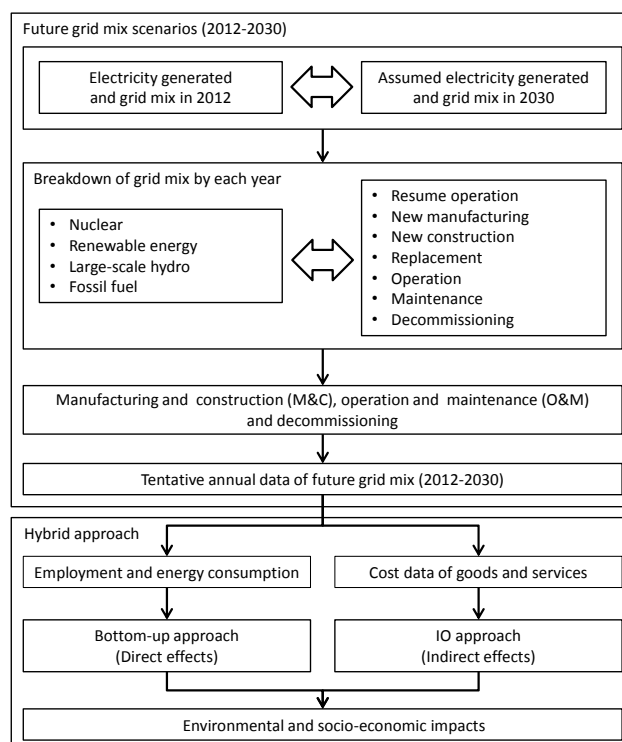 Future grid mix scenarios (2012-2030)
Electricity generated
and grid mix in 2012
Assumed electricity generated
and grid mix in 2030
Breakdown of grid mix by each year
• Nuclear
• Renewable energy
• Large-scale hydro
• Fossil fuel
• Resume operation
• New manufacturing
• New construction
• Replacement
• Operation
• Maintenance
• Decommissioning
Manufacturing and construction (M&C), operation and maintenance (O&M)
and decommissioning
Tentative annual data of future grid mix (2012-2030)
Hybrid approach
Employment and energy consumption
Cost data of goods and services
Bottom-up approach
(Direct effects)
IO approach
(Indirect effects)
Environmental and socio-economic impacts